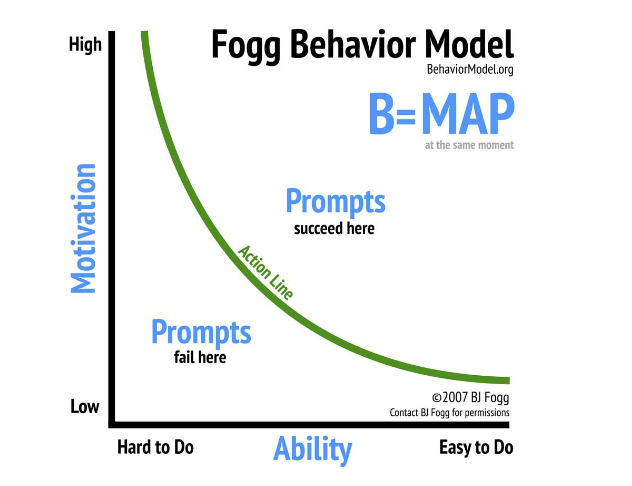 High
Fogg Behavior Model
BehaviorModel.org
B=MAP
at the same moment
Motivation
Prompts
succeed here
Action Line
Prompts
fail here
©2007 BJ Fogg
Contact BJ Fogg for permissions
Low
Hard to Do
Ability
Easy to Do